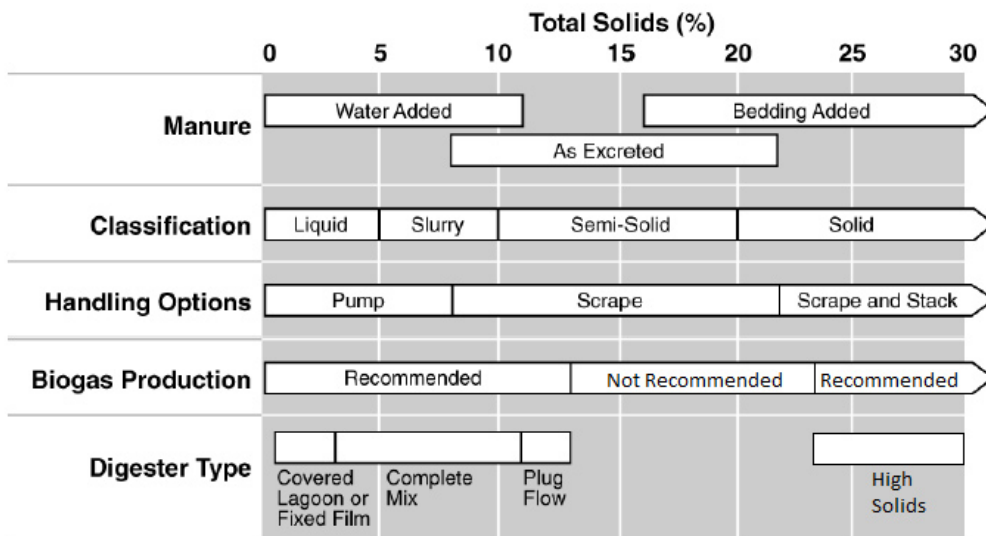 Total Solids (%)
0 5 10 15 20 25 30
Manure
Water Added
Bedding Added
As Excreted
Classification
Liquid
Slurry
Semi-Solid
Solid
Handling Options
Pump
Scrape
Scrape and Stack
Biogas Production
Recommended
Not Recommended
Recommended
Digester Type
Covered
Lagoon or
Fixed Film
Complete
Mix
Plug
Flow
High
Solids